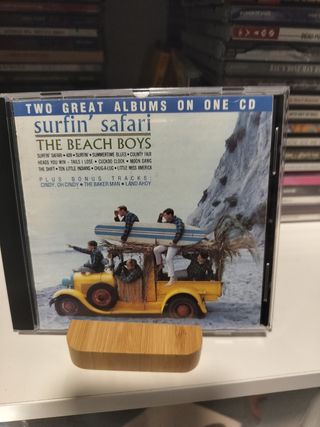 TWO GREAT ALBUMS ON ONE CD
surfin' safari
THE BEACH BOYS
SURFIN' SAFARI • 409 • SURFIN' • SUMMERTIME BLUES • COUNTY FAIR
HEADS YOU WIN - TAILS I LOSE • CUCKOO CLOCK • MOON DAWG
THE SHIFT • TEN LITTLE INDIANS • CHUG-A-LUG • LITTLE MISS AMERICA
PLUS BONUS TRACKS:
CINDY, OH CINDY • THE BAKER MAN • LAND AHOY